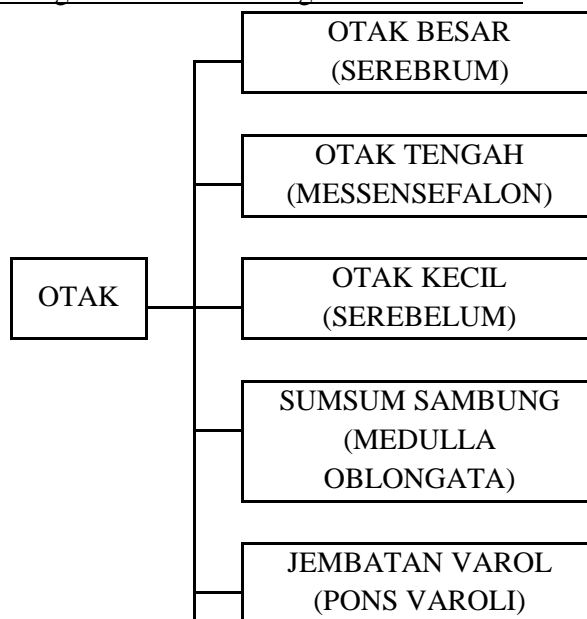 OTAK BESAR
(SEREBRUM)
OTAK TENGAH
(MESSENSEFALON)
OTAK
OTAK KECIL
(SEREBELUM)
SUMSUM SAMBUNG
(MEDULLA
OBLONGATA)
JEMBATAN VAROL
(PONS VAROLI)